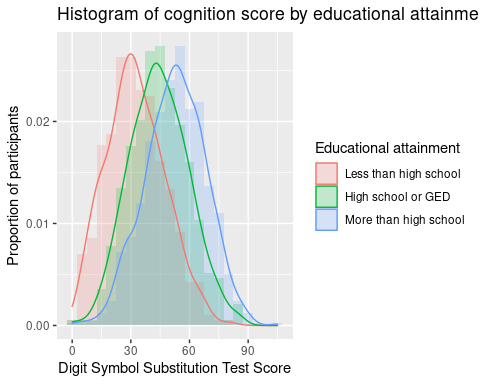 Histogram of cognition score by educational attainme
Proportion of participants
0.02
0.01
0.00
0 30 60 90
Digit Symbol Substitution Test Score
Educational attainment
Less than high school
High school or GED
More than high school